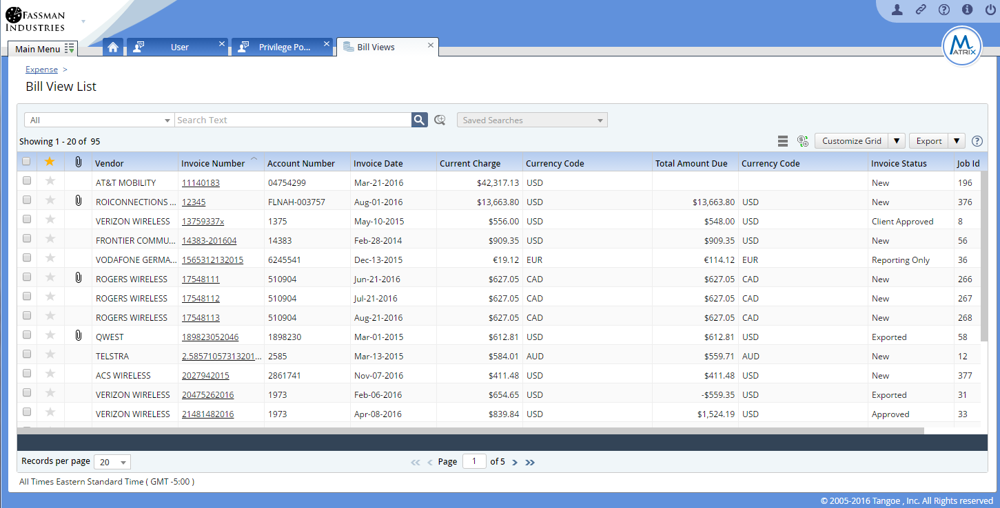 FASSMAN
INDUSTRIES
Main Menu
User
Privilege Po...
Bill Views
MATRIX
Expense >
Bill View List
All
Search Text
Saved Searches
Showing 1 - 20 of 95
Customize Grid
Export
Vendor Invoice Number Account Number Invoice Date Current Charge Currency Code Total Amount Due Currency Code Invoice Status Job Id
AT&T MOBILITY 11140183 04754299 Mar-21-2016 $42,317.13 USD New 196
ROICONNECTIONS ... 12345 FLNAH-003757 Aug-01-2016 $13,663.80 USD $13,663.80 USD New 376
VERIZON WIRELESS 13759337x 1375 May-10-2015 $556.00 USD $548.00 USD Client Approved 8
FRONTIER COMMU... 14383-201604 14383 Feb-28-2014 $909.35 USD $909.35 USD New 56
VODAFONE GERMA... 1565312132015 6245541 Dec-13-2015 €19.12 EUR €114.12 EUR Reporting Only 36
ROGERS WIRELESS 17548111 510904 Jun-21-2016 $627.05 CAD $627.05 CAD New 266
ROGERS WIRELESS 17548112 510904 Jul-21-2016 $627.05 CAD $627.05 CAD New 267
ROGERS WIRELESS 17548113 510904 Aug-21-2016 $627.05 CAD $627.05 CAD New 268
QWEST 189823052046 1898230 Mar-01-2015 $612.81 USD $612.81 USD Exported 58
TELSTRA 2.58571057313201... 2585 Mar-13-2015 $584.01 AUD $559.71 AUD New 12
ACS WIRELESS 2027942015 2861741 Nov-07-2016 $411.48 USD $411.48 USD New 377
VERIZON WIRELESS 20475262016 1973 Feb-06-2016 $654.65 USD -$559.35 USD Exported 31
VERIZON WIRELESS 21481482016 1973 Apr-08-2016 $839.84 USD $1,524.19 USD Approved 33
Records per page 20
Page 1 of 5
All Times Eastern Standard Time ( GMT -5:00 )
© 2005-2016 Tangoe , Inc. All Rights reserved